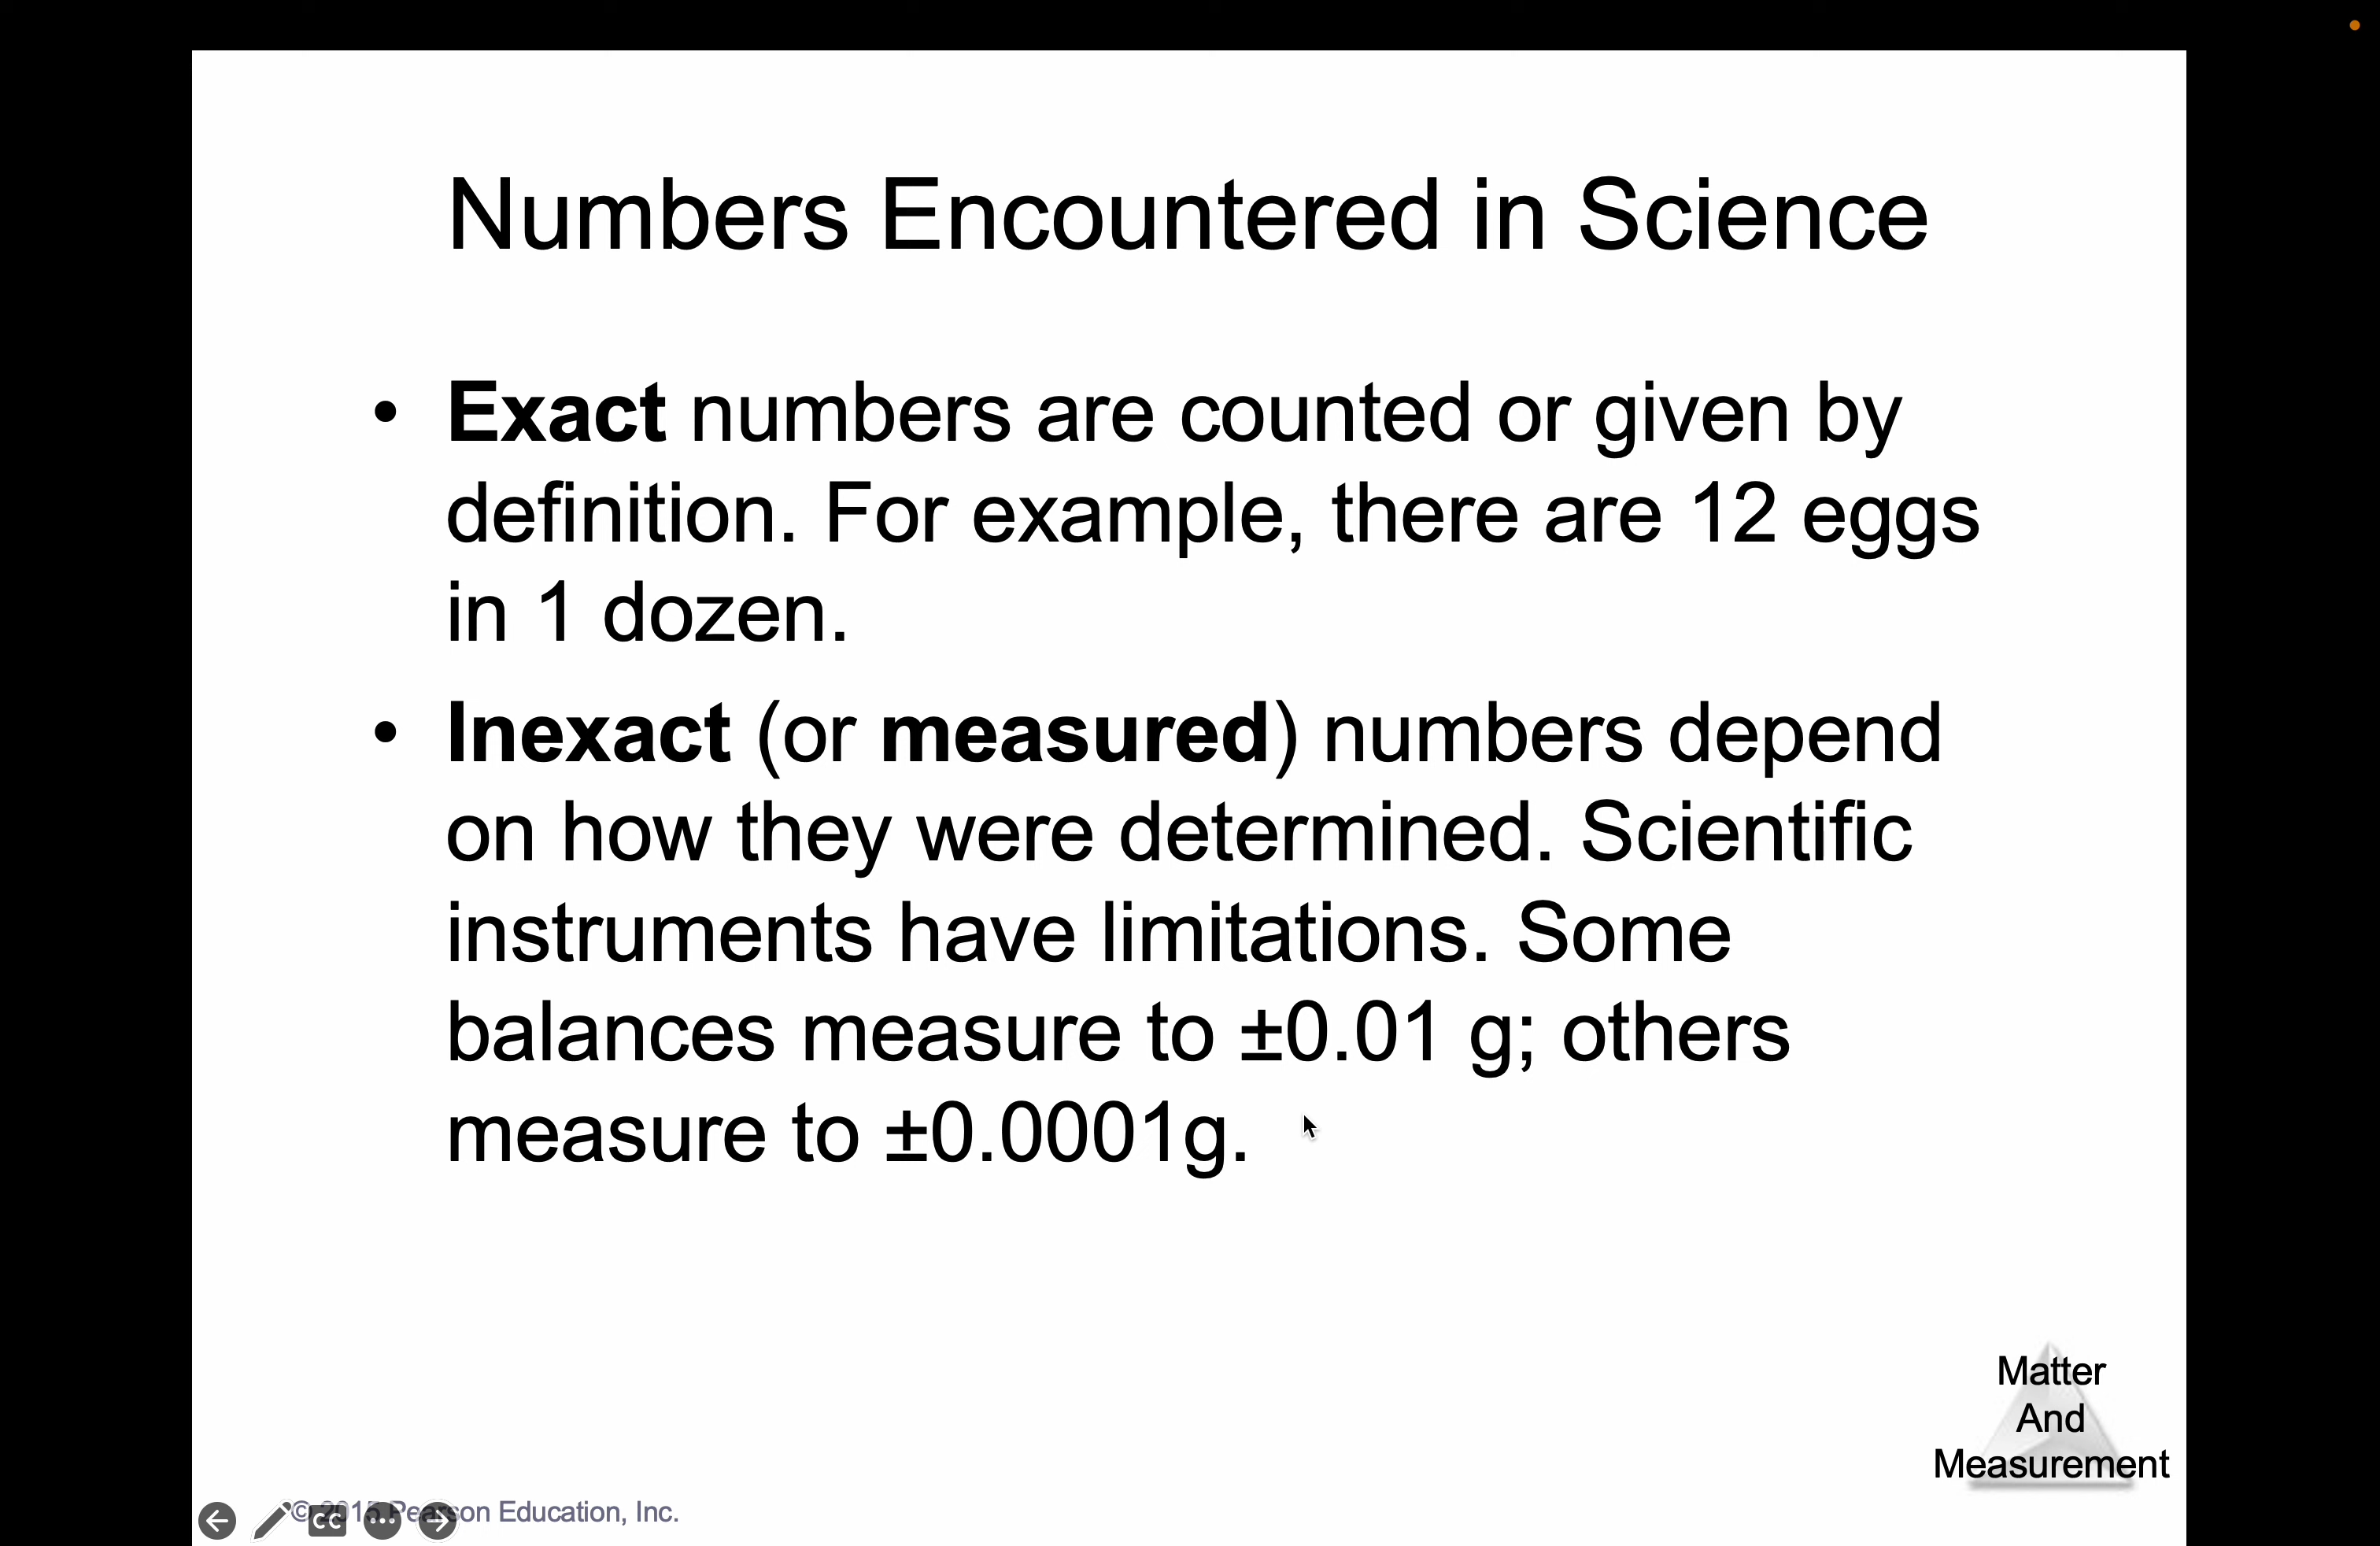 Numbers Encountered in Science
• Exact numbers are counted or given by
definition. For example, there are 12 eggs
in 1 dozen.
• Inexact (or measured) numbers depend
on how they were determined. Scientific
instruments have limitations. Some
balances measure to ±0.01 g; others
measure to ±0.0001g.
Matter
And
Measurement
© 2015 Pearson Education, Inc.
CC